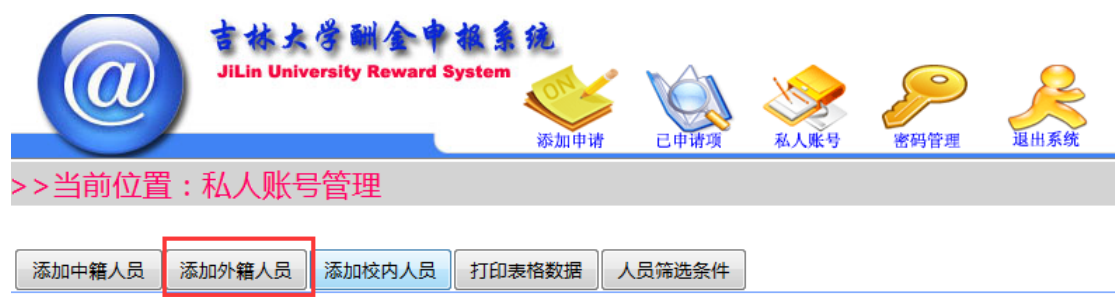 吉林大学酬金申报系统
JiLin University Reward System
@
ON
添加申请 已申请项 私人账号 密码管理 退出系统
>>当前位置：私人账号管理
添加中籍人员 添加外籍人员 添加校内人员 打印表格数据 人员筛选条件